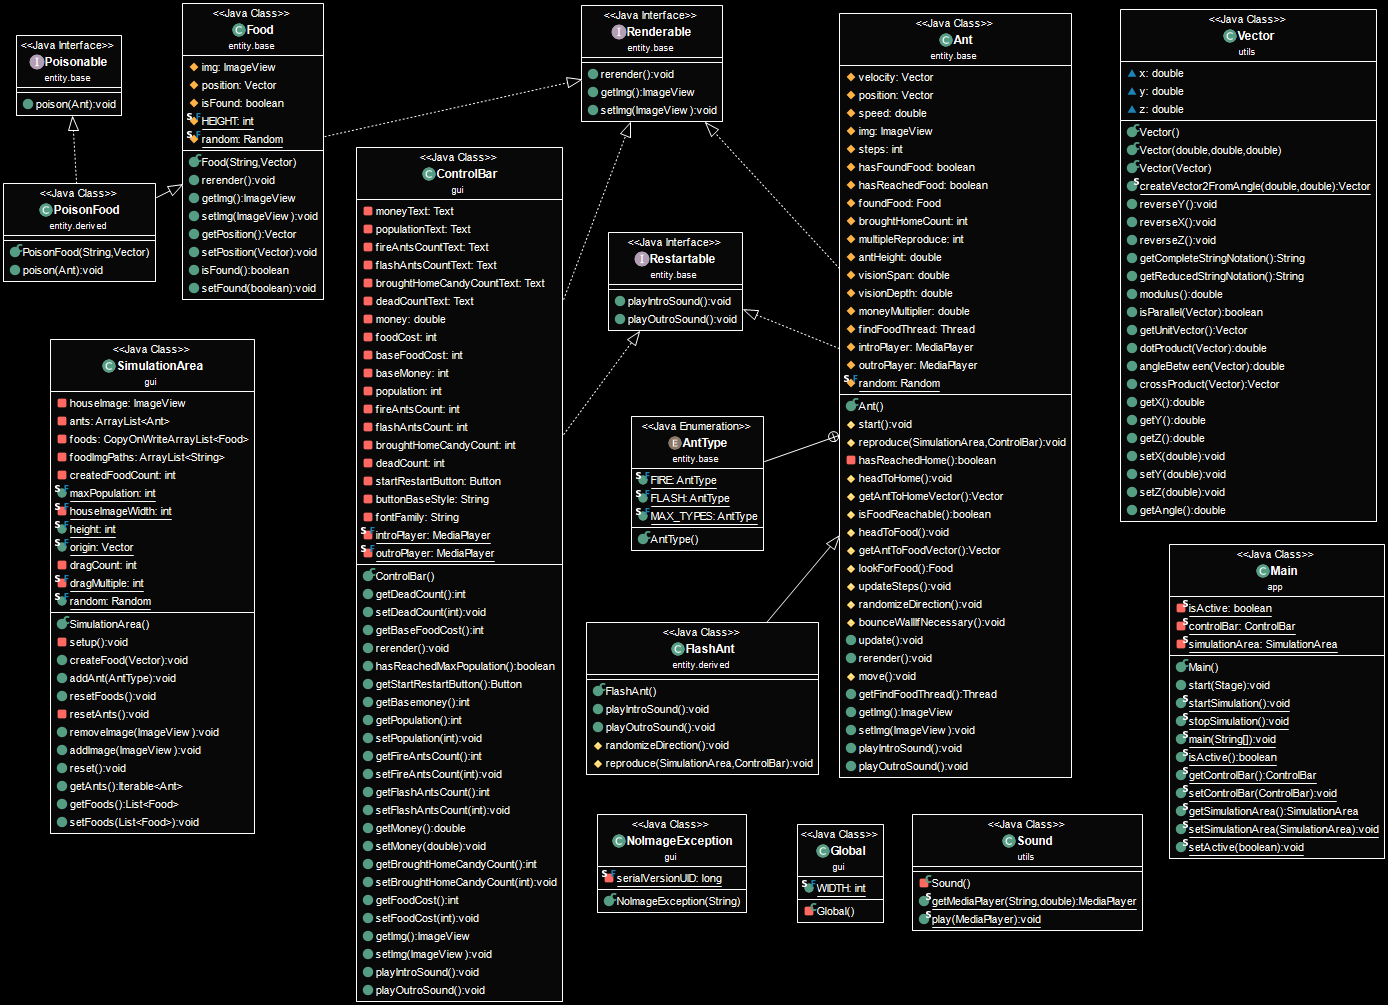 <<Java Interface>>
Poisonable
entity.base
poison(Ant):void
<<Java Class>>
PoisonFood
entity.derived
PoisonFood(String,Vector)
poison(Ant):void
<<Java Class>>
Food
entity.base
img: ImageView
position: Vector
isFound: boolean
HEIGHT: int
random: Random
Food(String,Vector)
rerender():void
getImg():ImageView
setImg(ImageView):void
getPosition():Vector
setPosition(Vector):void
isFound():boolean
setFound(boolean):void
<<Java Class>>
SimulationArea
gui
houseImage: ImageView
ants: ArrayList<Ant>
foods: CopyOnWriteArrayList<Food>
foodImgPaths: ArrayList<String>
createdFoodCount: int
maxPopulation: int
houseImageWidth: int
height: int
origin: Vector
dragCount: int
dragMultiple: int
random: Random
SimulationArea()
setup():void
createFood(Vector):void
addAnt(AntType):void
resetFoods():void
resetAnts():void
removeImage(ImageView):void
addImage(ImageView):void
reset():void
getAnts():Iterable<Ant>
getFoods():List<Food>
setFoods(List<Food>):void
<<Java Class>>
ControlBar
gui
moneyText: Text
populationText: Text
fireAntsCountText: Text
flashAntsCountText: Text
broughtHomeCandyCountText: Text
deadCountText: Text
money: double
foodCost: int
baseFoodCost: int
baseMoney: int
population: int
fireAntsCount: int
flashAntsCount: int
broughtHomeCandyCount: int
deadCount: int
startRestartButton: Button
buttonBaseStyle: String
fontFamily: String
introPlayer: MediaPlayer
outroPlayer: MediaPlayer
ControlBar()
getDeadCount():int
setDeadCount(int):void
getBaseFoodCost():int
rerender():void
hasReachedMaxPopulation():boolean
getStartRestartButton():Button
getBasemoney():int
getPopulation():int
setPopulation(int):void
getFireAntsCount():int
setFireAntsCount(int):void
getFlashAntsCount():int
setFlashAntsCount(int):void
getMoney():double
setMoney(double):void
getBroughtHomeCandyCount():int
setBroughtHomeCandyCount(int):void
getFoodCost():int
setFoodCost(int):void
getImg():ImageView
setImg(ImageView):void
playIntroSound():void
playOutroSound():void
<<Java Interface>>
Renderable
entity.base
rerender():void
getImg():ImageView
setImg(ImageView):void
<<Java Interface>>
Restartable
entity.base
playIntroSound():void
playOutroSound():void
<<Java Enumeration>>
AntType
entity.base
FIRE: AntType
FLASH: AntType
MAX_TYPES: AntType
AntType()
<<Java Class>>
FlashAnt
entity.derived
FlashAnt()
playIntroSound():void
playOutroSound():void
randomizeDirection():void
reproduce(SimulationArea,ControlBar):void
<<Java Class>>
NoImageException
gui
serialVersionUID: long
NoImageException(String)
<<Java Class>>
Global
gui
WIDTH: int
Global()
<<Java Class>>
Ant
entity.base
velocity: Vector
position: Vector
speed: double
img: ImageView
steps: int
hasFoundFood: boolean
hasReachedFood: boolean
foundFood: Food
broughtHomeCount: int
multipleReproduce: int
antHeight: double
visionSpan: double
visionDepth: double
moneyMultiplier: double
findFoodThread: Thread
introPlayer: MediaPlayer
outroPlayer: MediaPlayer
random: Random
Ant()
start():void
reproduce(SimulationArea,ControlBar):void
hasReachedHome():boolean
headToHome():void
getAntToHomeVector():Vector
isFoodReachable():boolean
headToFood():void
getAntToFoodVector():Vector
lookForFood():Food
updateSteps():void
randomizeDirection():void
bounceWallIfNecessary():void
update():void
rerender():void
move():void
getFindFoodThread():Thread
getImg():ImageView
setImg(ImageView):void
playIntroSound():void
playOutroSound():void
<<Java Class>>
Sound
utils
Sound()
getMediaPlayer(String,double):MediaPlayer
play(MediaPlayer):void
<<Java Class>>
Vector
utils
x: double
y: double
z: double
Vector()
Vector(double,double,double)
Vector(Vector)
createVector2FromAngle(double,double):Vector
reverseY():void
reverseX():void
reverseZ():void
getCompleteStringNotation():String
getReducedStringNotation():String
modulus():double
isParallel(Vector):boolean
getUnitVector():Vector
dotProduct(Vector):double
angleBetween(Vector):double
crossProduct(Vector):Vector
getX():double
getY():double
getZ():double
setX(double):void
setY(double):void
setZ(double):void
getAngle():double
<<Java Class>>
Main
app
isActive: boolean
controlBar: ControlBar
simulationArea: SimulationArea
Main()
start(Stage):void
startSimulation():void
stopSimulation():void
main(String[]):void
isActive():boolean
getControlBar():ControlBar
setControlBar(ControlBar):void
getSimulationArea():SimulationArea
setSimulationArea(SimulationArea):void
setActive(boolean):void